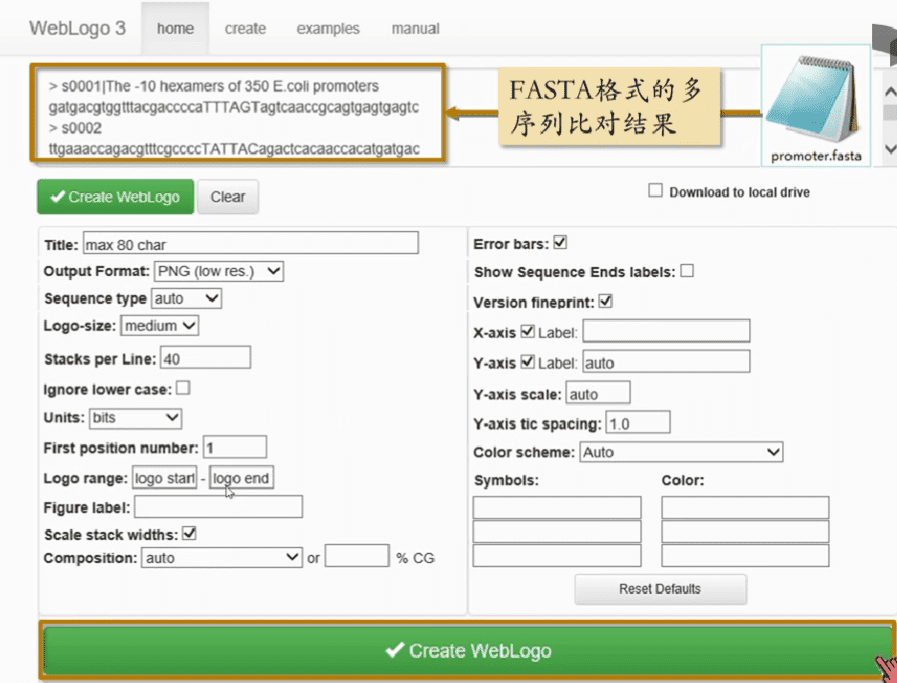 WebLogo 3 home create examples manual
> s0001|The -10 hexamers of 350 E.coli promoters
gatgacgtggtttacgaccccaTTTAGTagtcaaccgcagtgagtgagtc
> s0002
ttgaaaccagacgtttcgccccTATTACagactcacaaccacatgatgac
FASTA格式的多
序列比对结果
promoter.fasta
Create WebLogo Clear
Download to local drive
Title: max 80 char
Output Format: PNG (low res.)
Sequence type auto
Logo-size: medium
Stacks per Line: 40
Ignore lower case:
Units: bits
First position number: 1
Logo range: logo start - logo end
Figure label:
Scale stack widths:
Composition: auto or % CG
Error bars:
Show Sequence Ends labels:
Version fineprint:
X-axis Label:
Y-axis Label: auto
Y-axis scale: auto
Y-axis tic spacing: 1.0
Color scheme: Auto
Symbols: Color:
Reset Defaults
Create WebLogo